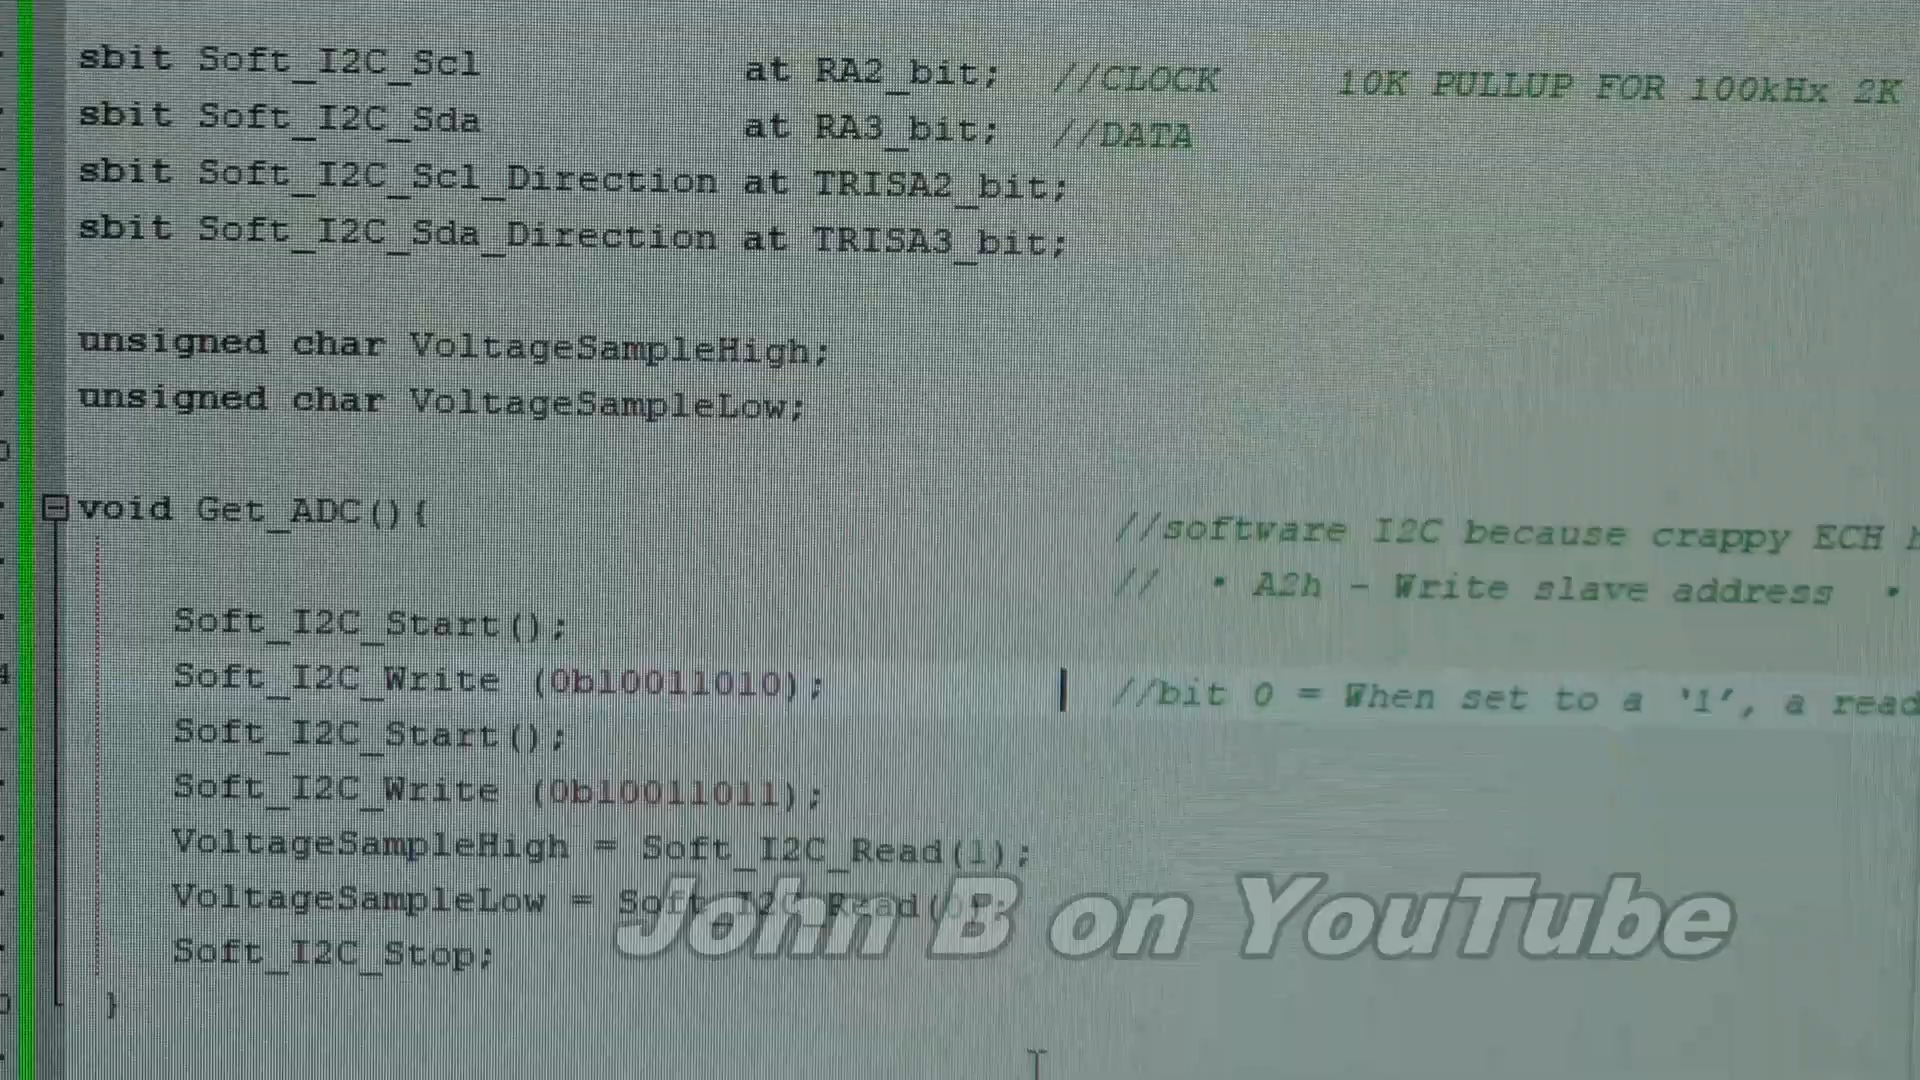 sbit Soft_I2C_Scl at RA2_bit; //CLOCK 10K PULLUP FOR 100kHx 2K
sbit Soft_I2C_Sda at RA3_bit; //DATA
sbit Soft_I2C_Scl_Direction at TRISA2_bit;
sbit Soft_I2C_Sda_Direction at TRISA3_bit;
unsigned char VoltageSampleHigh;
unsigned char VoltageSampleLow;
void Get_ADC(){
//software I2C because crappy ECH
// • A2h - Write slave address •
Soft_I2C_Start();
Soft_I2C_Write (0b10011010); //bit 0 = When set to a '1', a read
Soft_I2C_Start();
Soft_I2C_Write (0b10011011);
VoltageSampleHigh = Soft_I2C_Read(1);
VoltageSampleLow = Soft_I2C_Read(0);
Soft_I2C_Stop;
}
John B on YouTube